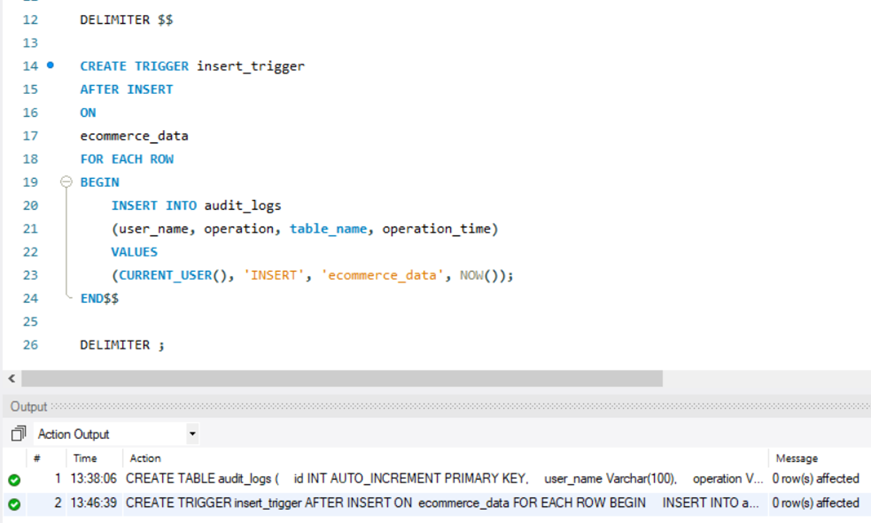 12 DELIMITER $$
13
14 CREATE TRIGGER insert_trigger
15 AFTER INSERT
16 ON
17 ecommerce_data
18 FOR EACH ROW
19 BEGIN
20 INSERT INTO audit_logs
21 (user_name, operation, table_name, operation_time)
22 VALUES
23 (CURRENT_USER(), 'INSERT', 'ecommerce_data', NOW());
24 END$$
25
26 DELIMITER ;
Output
Action Output
# Time Action Message
1 13:38:06 CREATE TABLE audit_logs ( id INT AUTO_INCREMENT PRIMARY KEY, user_name Varchar(100), operation V... 0 row(s) affected
2 13:46:39 CREATE TRIGGER insert_trigger AFTER INSERT ON ecommerce_data FOR EACH ROW BEGIN INSERT INTO a... 0 row(s) affected